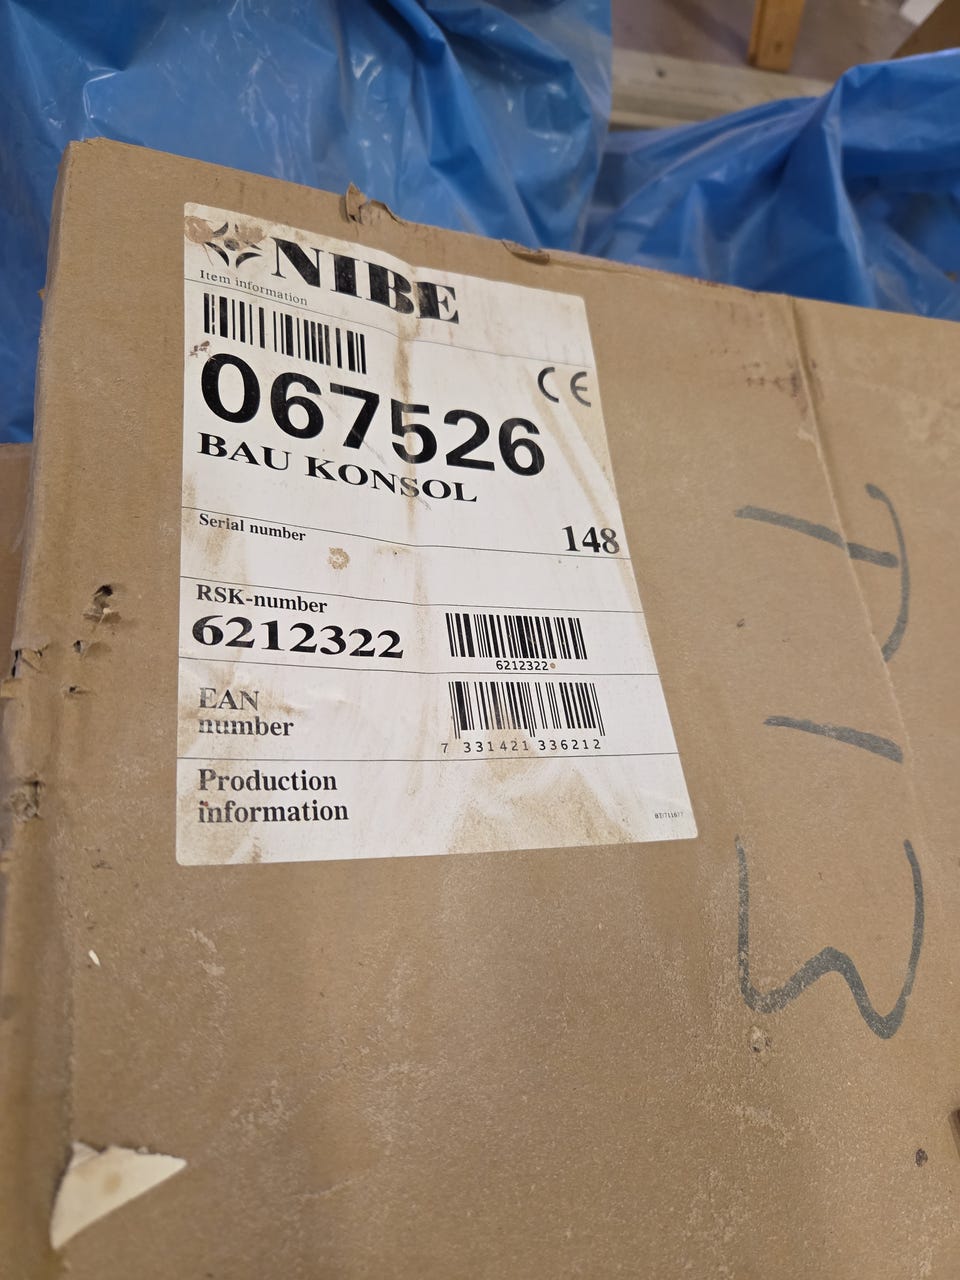 NIBE
Item information
067526
CE
BAU KONSOL
Serial number
148
RSK-number
6212322
6212322
EAN
number
7 331421 336212
Production
information